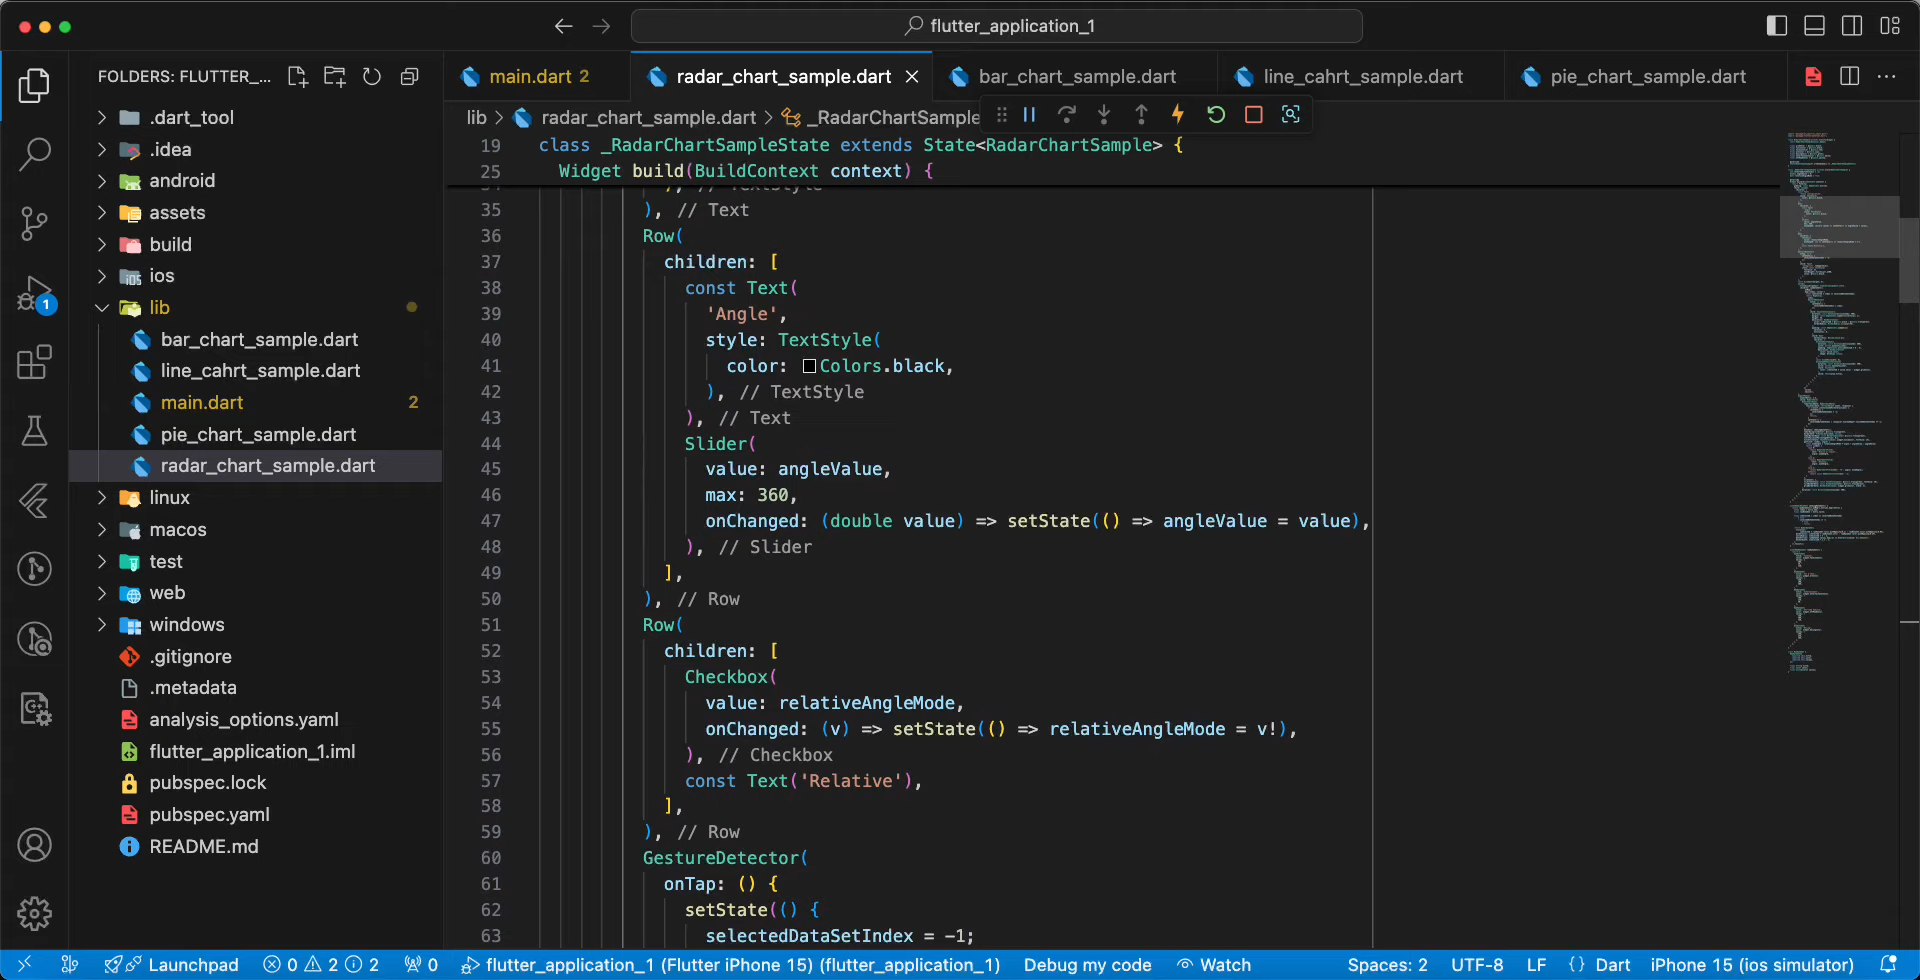 flutter_application_1
FOLDERS: FLUTTER_...
main.dart 2
radar_chart_sample.dart
bar_chart_sample.dart
line_cahrt_sample.dart
pie_chart_sample.dart
lib > radar_chart_sample.dart > _RadarChartSample
.dart_tool
.idea
android
assets
build
ios
lib
bar_chart_sample.dart
line_cahrt_sample.dart
main.dart 2
pie_chart_sample.dart
radar_chart_sample.dart
linux
macos
test
web
windows
.gitignore
.metadata
analysis_options.yaml
flutter_application_1.iml
pubspec.lock
pubspec.yaml
README.md
1
19 class _RadarChartSampleState extends State<RadarChartSample> {
25 Widget build(BuildContext context) {
35 ), // Text
36 Row(
37 children: [
38 const Text(
39 'Angle',
40 style: TextStyle(
41 color: Colors.black,
42 ), // TextStyle
43 ), // Text
44 Slider(
45 value: angleValue,
46 max: 360,
47 onChanged: (double value) => setState(() => angleValue = value),
48 ), // Slider
49 ],
50 ), // Row
51 Row(
52 children: [
53 Checkbox(
54 value: relativeAngleMode,
55 onChanged: (v) => setState(() => relativeAngleMode = v!),
56 ), // Checkbox
57 const Text('Relative'),
58 ],
59 ), // Row
60 GestureDetector(
61 onTap: () {
62 setState(() {
63 selectedDataSetIndex = -1;
Launchpad 0 2 2 0 flutter_application_1 (Flutter iPhone 15) (flutter_application_1) Debug my code Watch Spaces: 2 UTF-8 LF {} Dart iPhone 15 (ios simulator)